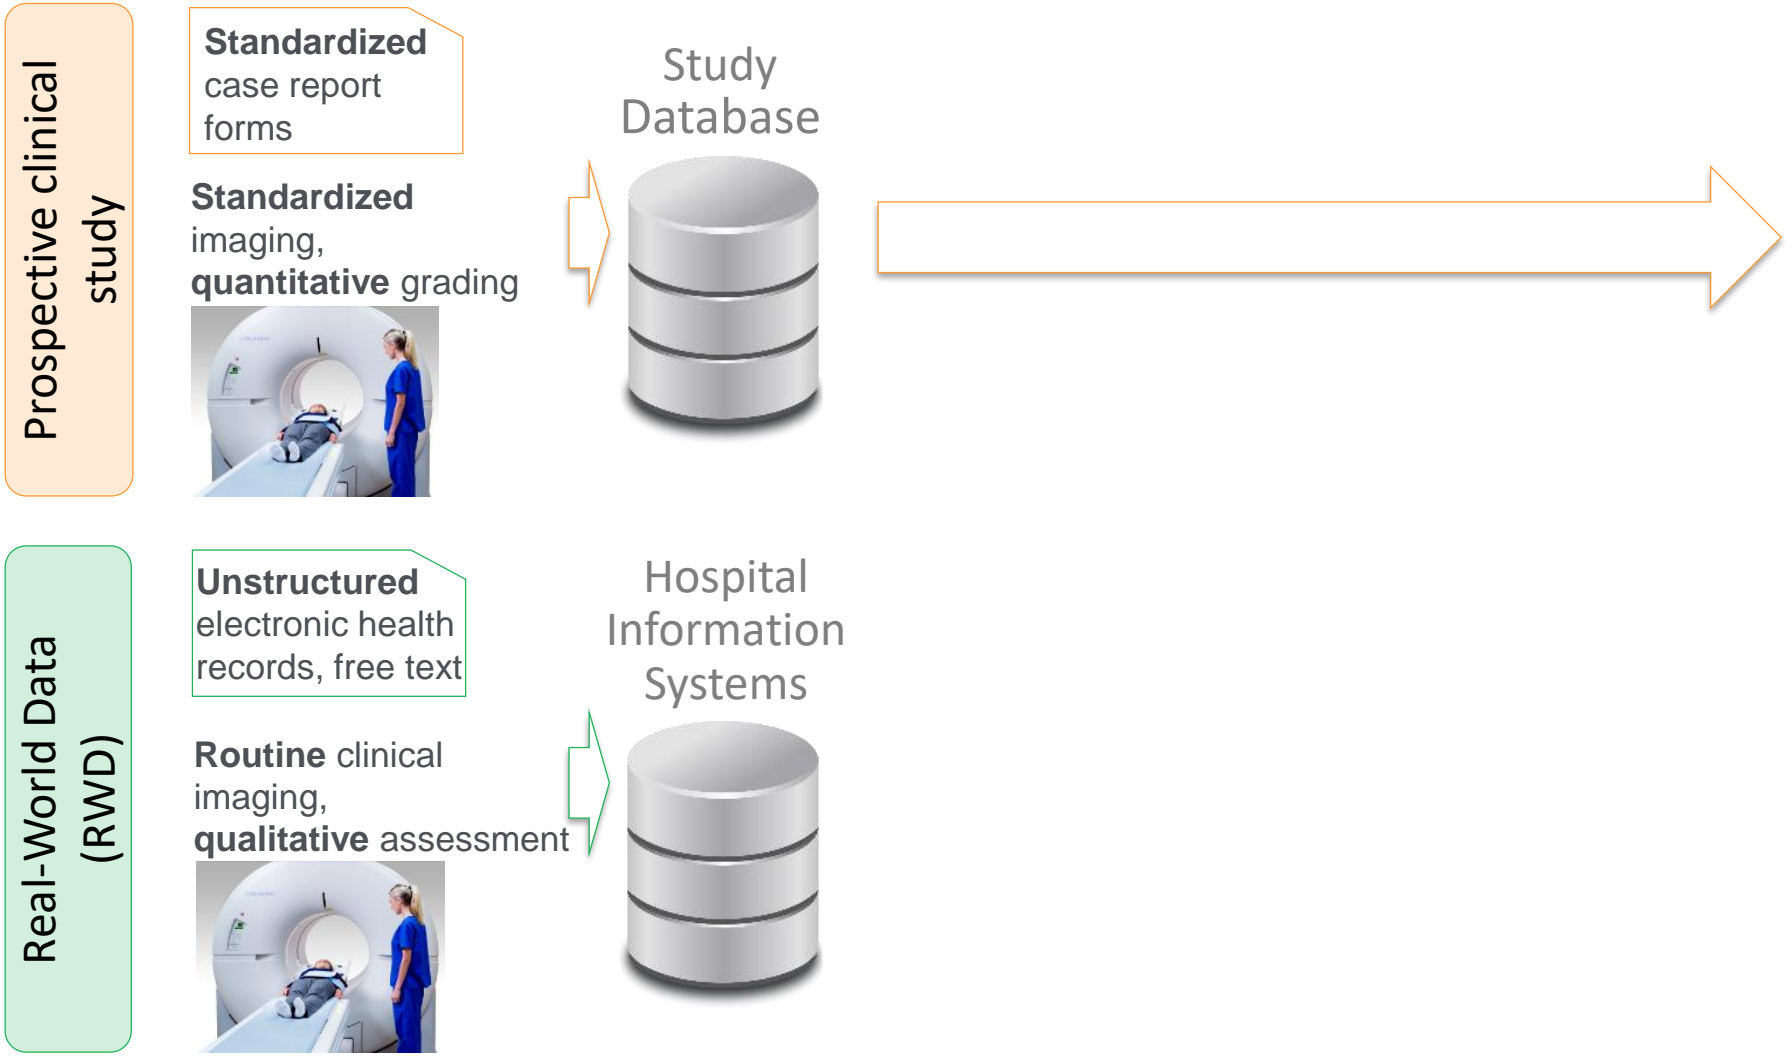 Prospective clinical
study
Standardized
case report
forms
Standardized
imaging,
quantitative grading
Study
Database
Real-World Data
(RWD)
Unstructured
electronic health
records, free text
Routine clinical
imaging,
qualitative assessment
Hospital
Information
Systems